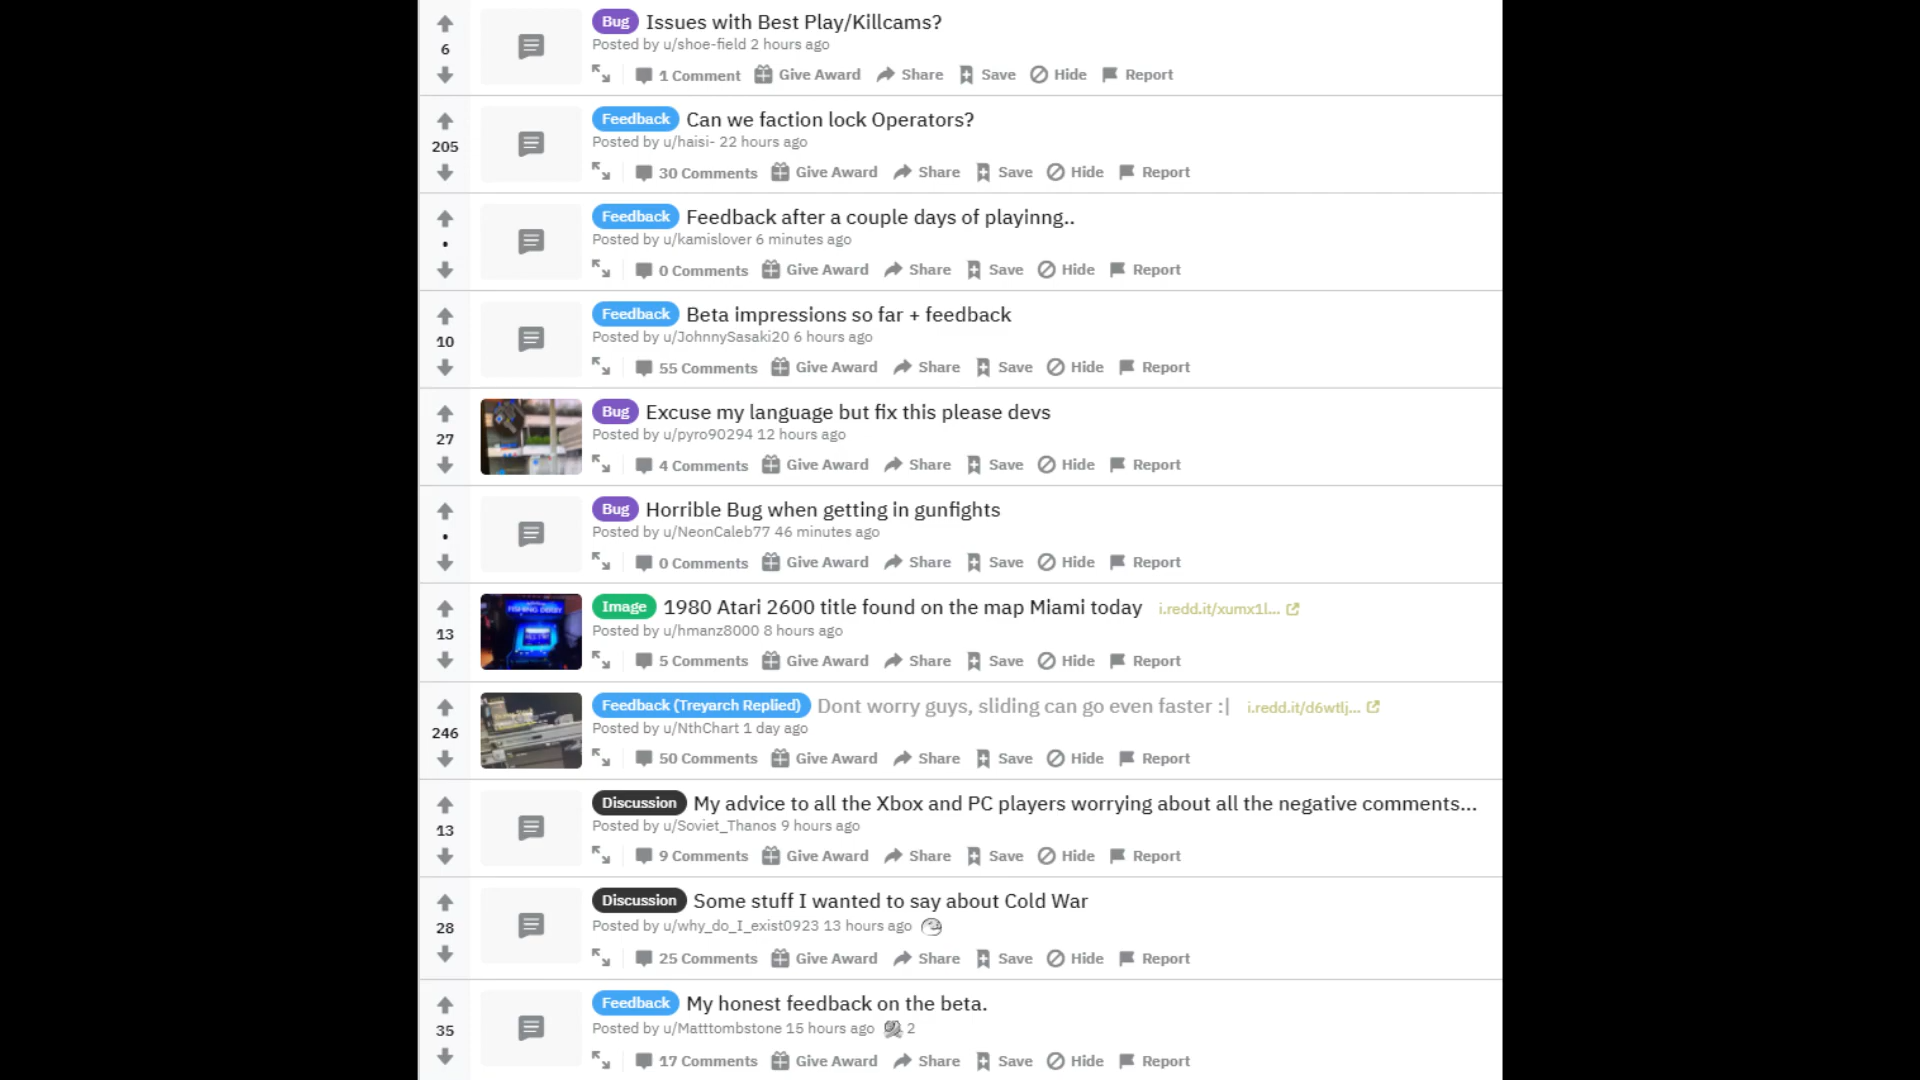 Bug Issues with Best Play/Killcams?
Posted by u/shoe-field 2 hours ago
6
1 Comment Give Award Share Save Hide Report
Feedback Can we faction lock Operators?
Posted by u/haisi- 22 hours ago
205
30 Comments Give Award Share Save Hide Report
Feedback Feedback after a couple days of playinng..
Posted by u/kamislover 6 minutes ago
•
0 Comments Give Award Share Save Hide Report
Feedback Beta impressions so far + feedback
Posted by u/JohnnySasaki20 6 hours ago
10
55 Comments Give Award Share Save Hide Report
Bug Excuse my language but fix this please devs
Posted by u/pyro90294 12 hours ago
27
4 Comments Give Award Share Save Hide Report
Bug Horrible Bug when getting in gunfights
Posted by u/NeonCaleb77 46 minutes ago
•
0 Comments Give Award Share Save Hide Report
FISHING DERBY
Image 1980 Atari 2600 title found on the map Miami today i.redd.it/xumx1l...
Posted by u/hmanz8000 8 hours ago
13
5 Comments Give Award Share Save Hide Report
Feedback (Treyarch Replied) Dont worry guys, sliding can go even faster :| i.redd.it/d6wtlj...
Posted by u/NthChart 1 day ago
246
50 Comments Give Award Share Save Hide Report
Discussion My advice to all the Xbox and PC players worrying about all the negative comments...
Posted by u/Soviet_Thanos 9 hours ago
13
9 Comments Give Award Share Save Hide Report
Discussion Some stuff I wanted to say about Cold War
Posted by u/why_do_I_exist0923 13 hours ago
28
25 Comments Give Award Share Save Hide Report
Feedback My honest feedback on the beta.
Posted by u/Matttombstone 15 hours ago 2
35
17 Comments Give Award Share Save Hide Report